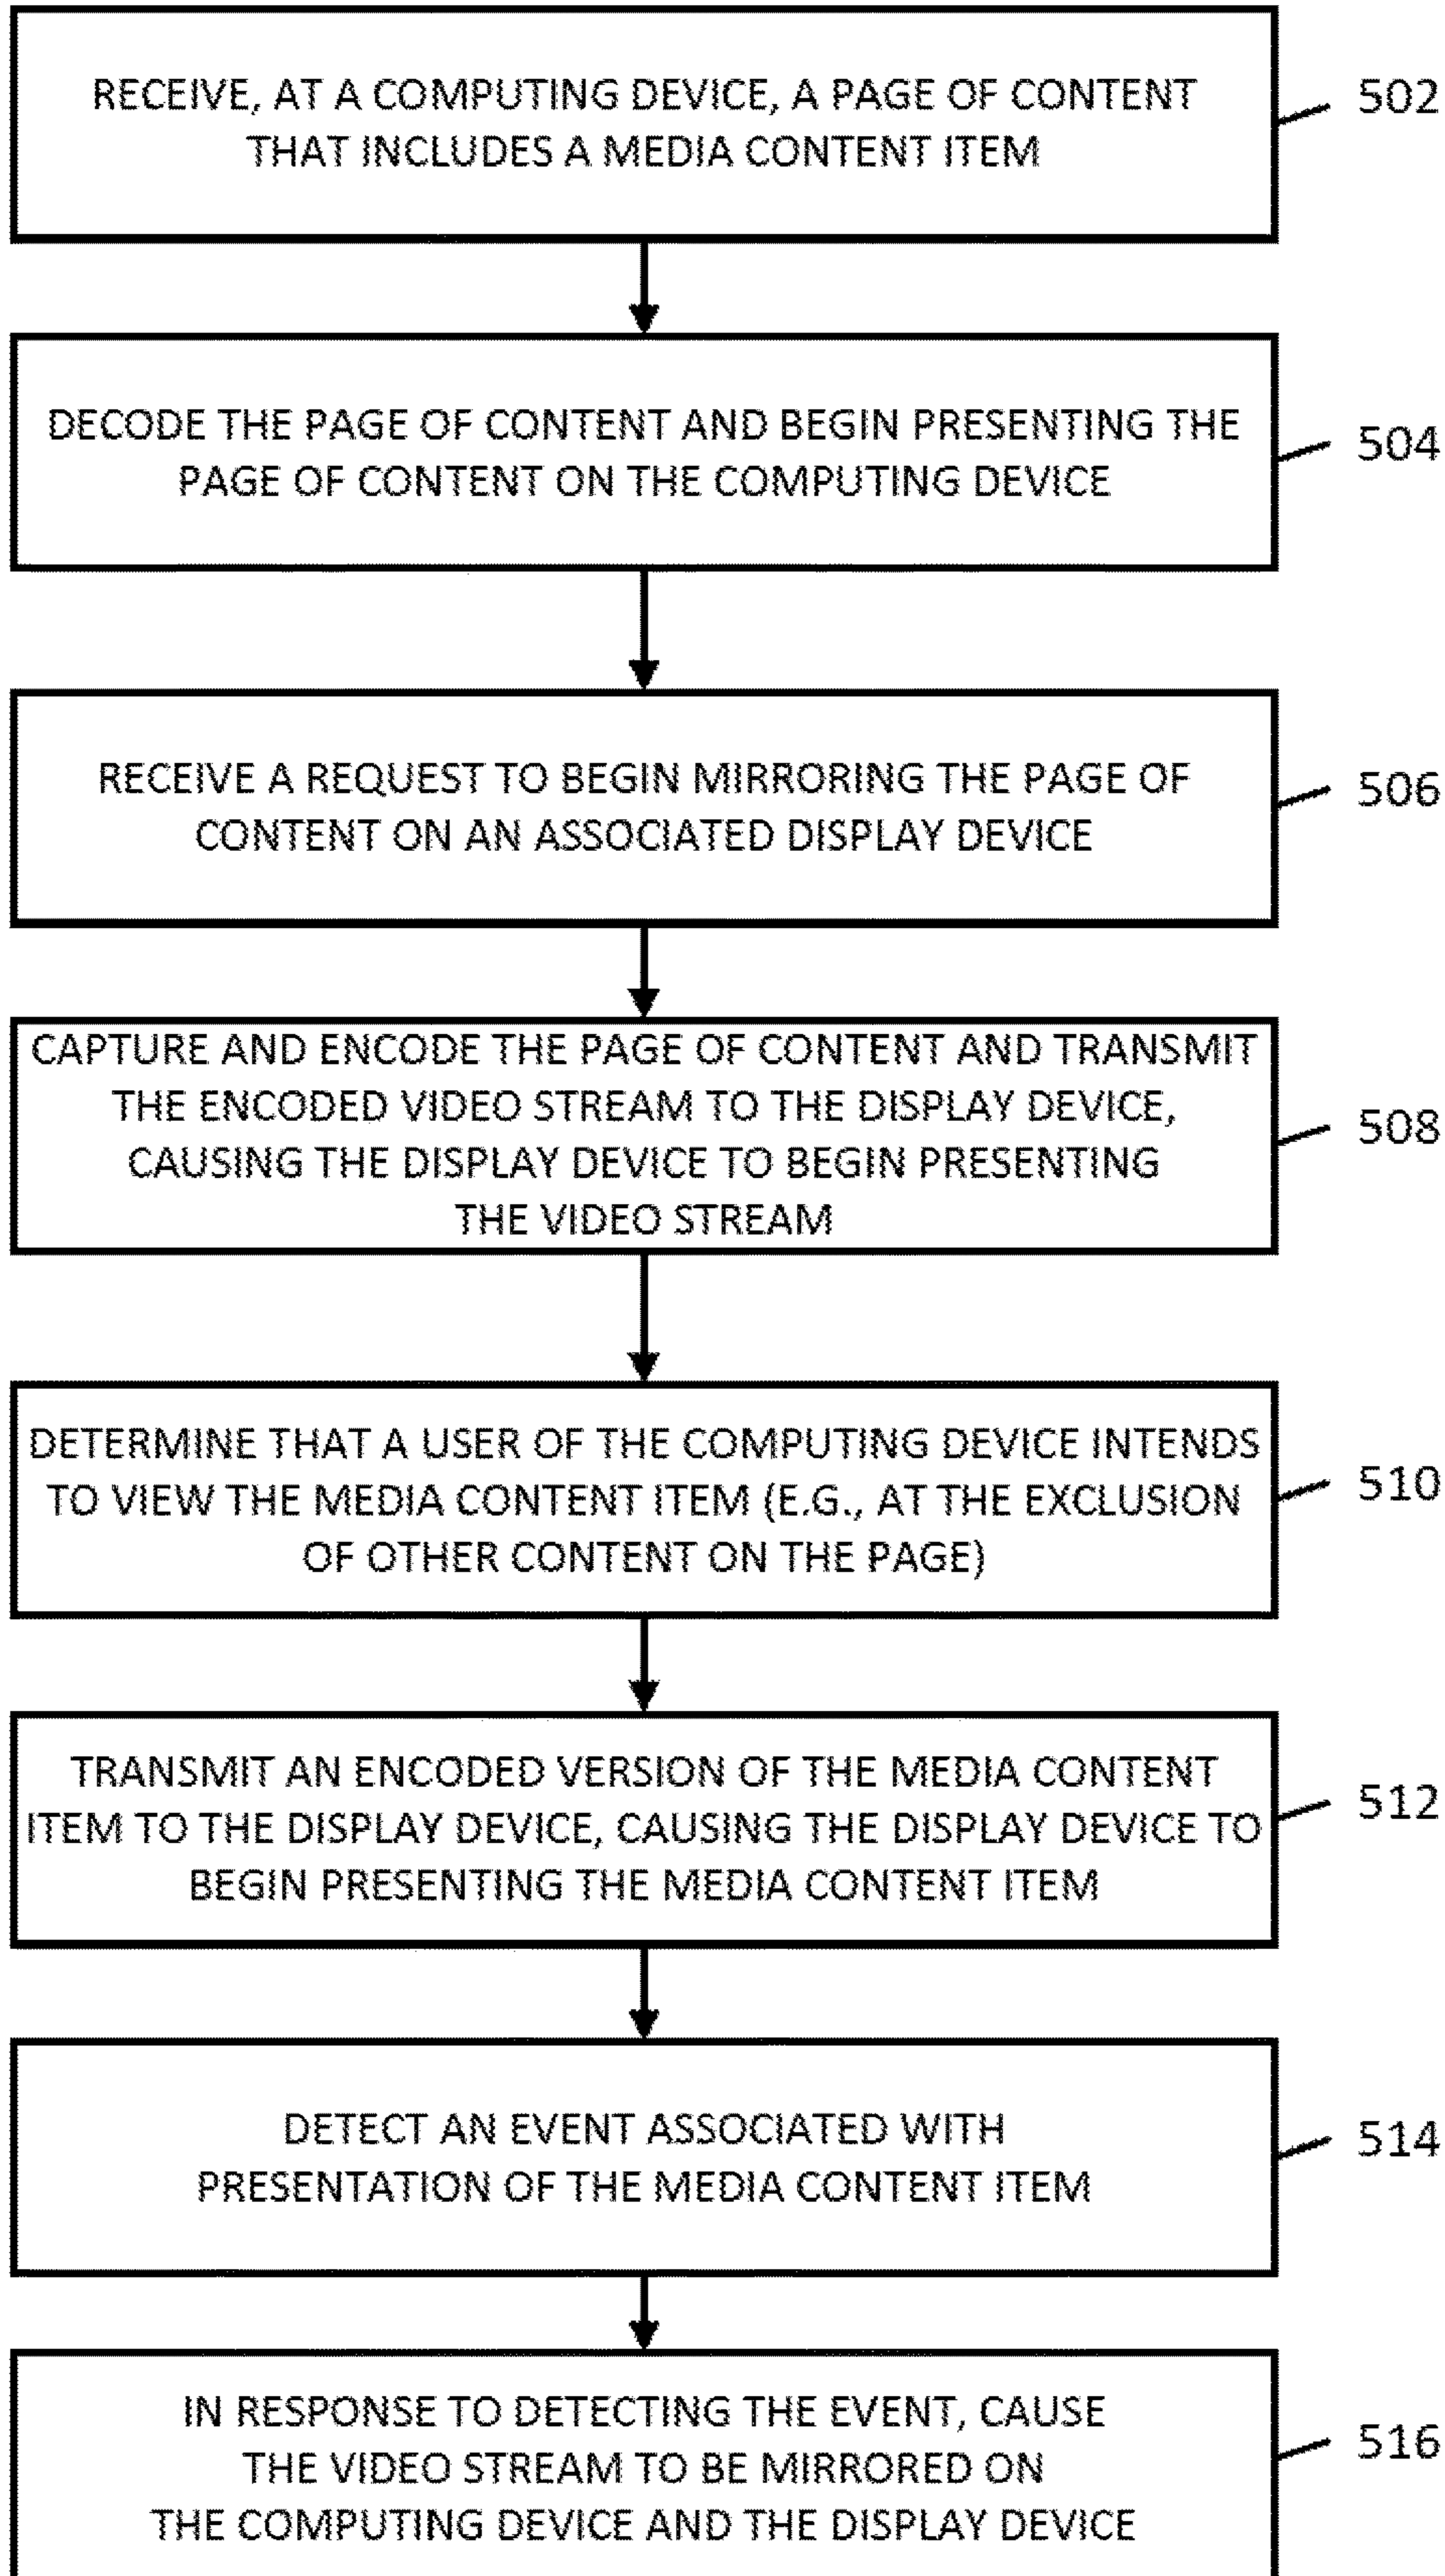 RECEIVE, AT A COMPUTING DEVICE, A PAGE OF CONTENT
THAT INCLUDES A MEDIA CONTENT ITEM
502
DECODE THE PAGE OF CONTENT AND BEGIN PRESENTING THE
PAGE OF CONTENT ON THE COMPUTING DEVICE
504
RECEIVE A REQUEST TO BEGIN MIRRORING THE PAGE OF
CONTENT ON AN ASSOCIATED DISPLAY DEVICE
506
CAPTURE AND ENCODE THE PAGE OF CONTENT AND TRANSMIT
THE ENCODED VIDEO STREAM TO THE DISPLAY DEVICE,
CAUSING THE DISPLAY DEVICE TO BEGIN PRESENTING
THE VIDEO STREAM
508
DETERMINE THAT A USER OF THE COMPUTING DEVICE INTENDS
TO VIEW THE MEDIA CONTENT ITEM (E.G., AT THE EXCLUSION
OF OTHER CONTENT ON THE PAGE)
510
TRANSMIT AN ENCODED VERSION OF THE MEDIA CONTENT
ITEM TO THE DISPLAY DEVICE, CAUSING THE DISPLAY DEVICE TO
BEGIN PRESENTING THE MEDIA CONTENT ITEM
512
DETECT AN EVENT ASSOCIATED WITH
PRESENTATION OF THE MEDIA CONTENT ITEM
514
IN RESPONSE TO DETECTING THE EVENT, CAUSE
THE VIDEO STREAM TO BE MIRRORED ON
THE COMPUTING DEVICE AND THE DISPLAY DEVICE
516